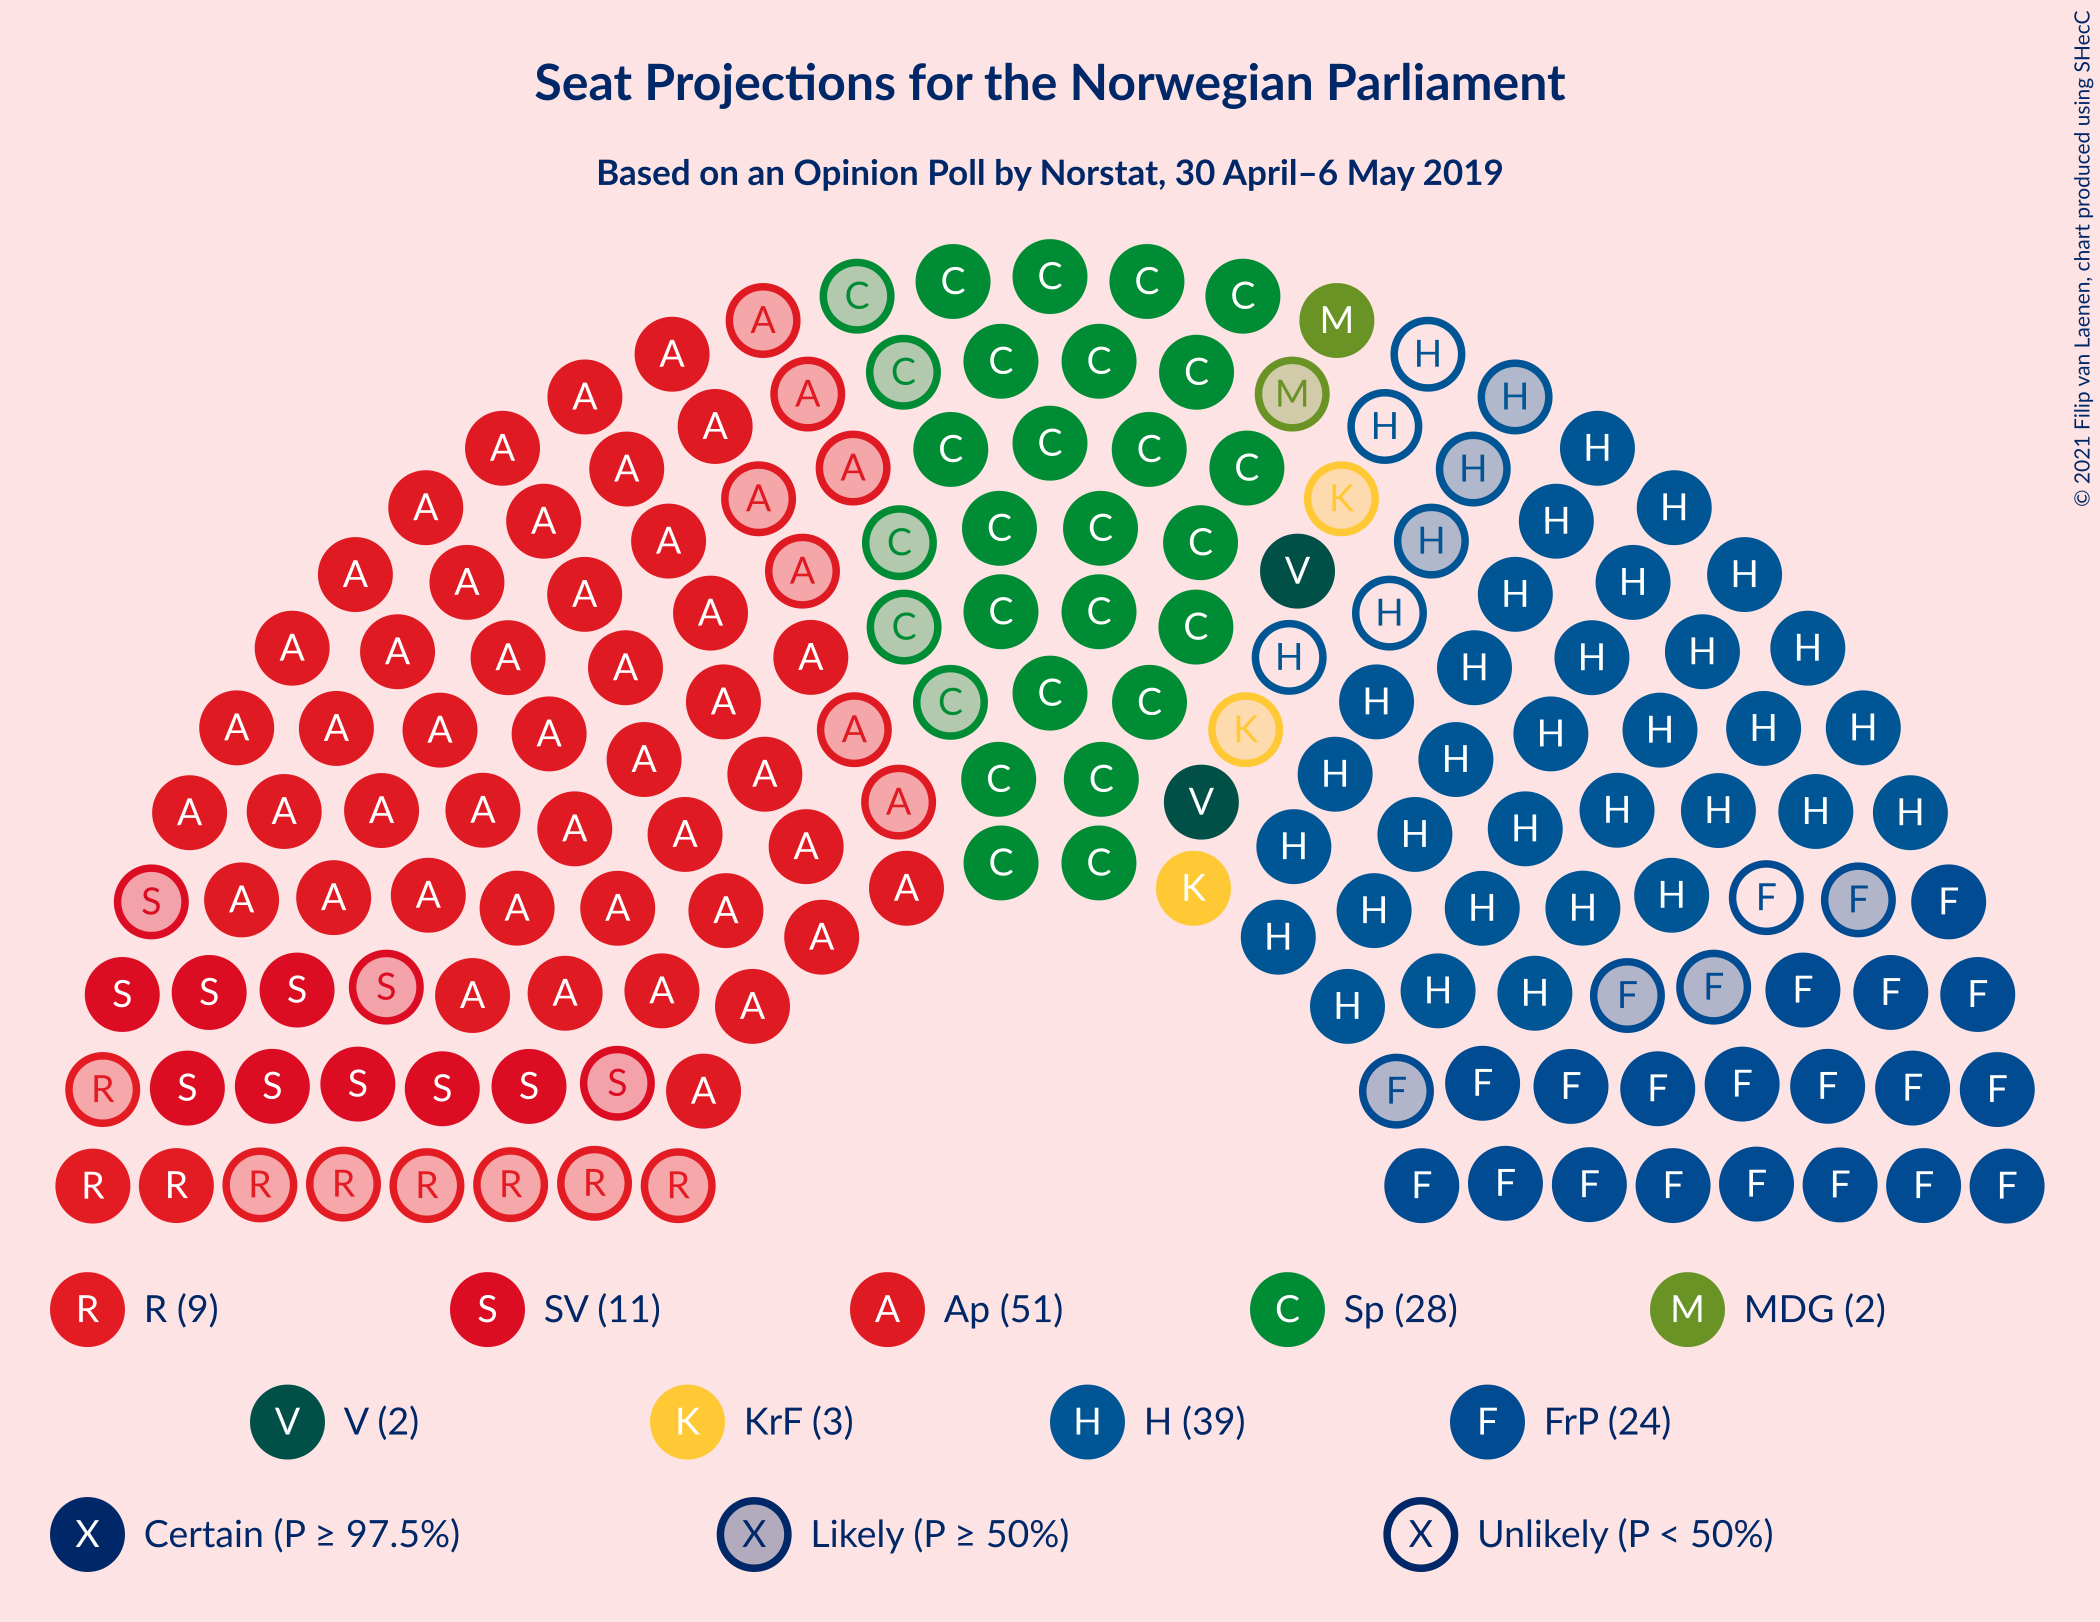 Seat Projections for the Norwegian Parliament
Based on an Opinion Poll by Norstat, 30 April–6 May 2019
© 2021 Filip van Laenen, chart produced using SHecC
C C C C C
A M
A H
C C C C
A H
A M
A H
A C C C C H
A A H
A C H
A A K H
A C C C C H
A A V H
A A H H
A C C C C H
A A H H
A A H H
A A H H
A A H H
A C C C K H
A A H H
A A H H
A A H H
A A C C V H H
A A H H
A A H H
A A H H
A C C K
A A H H
S A A A A A A A H H H H H F F F
S S S S A A A A H H H F F F F F
R S S S S S S A F F F F F F F F
R R R R R R R R F F F F F F F F
R R (9) S SV (11) A Ap (51) C Sp (28) M MDG (2)
V V (2) K KrF (3) H H (39) F FrP (24)
X Certain (P ≥ 97.5%) X Likely (P ≥ 50%) X Unlikely (P < 50%)